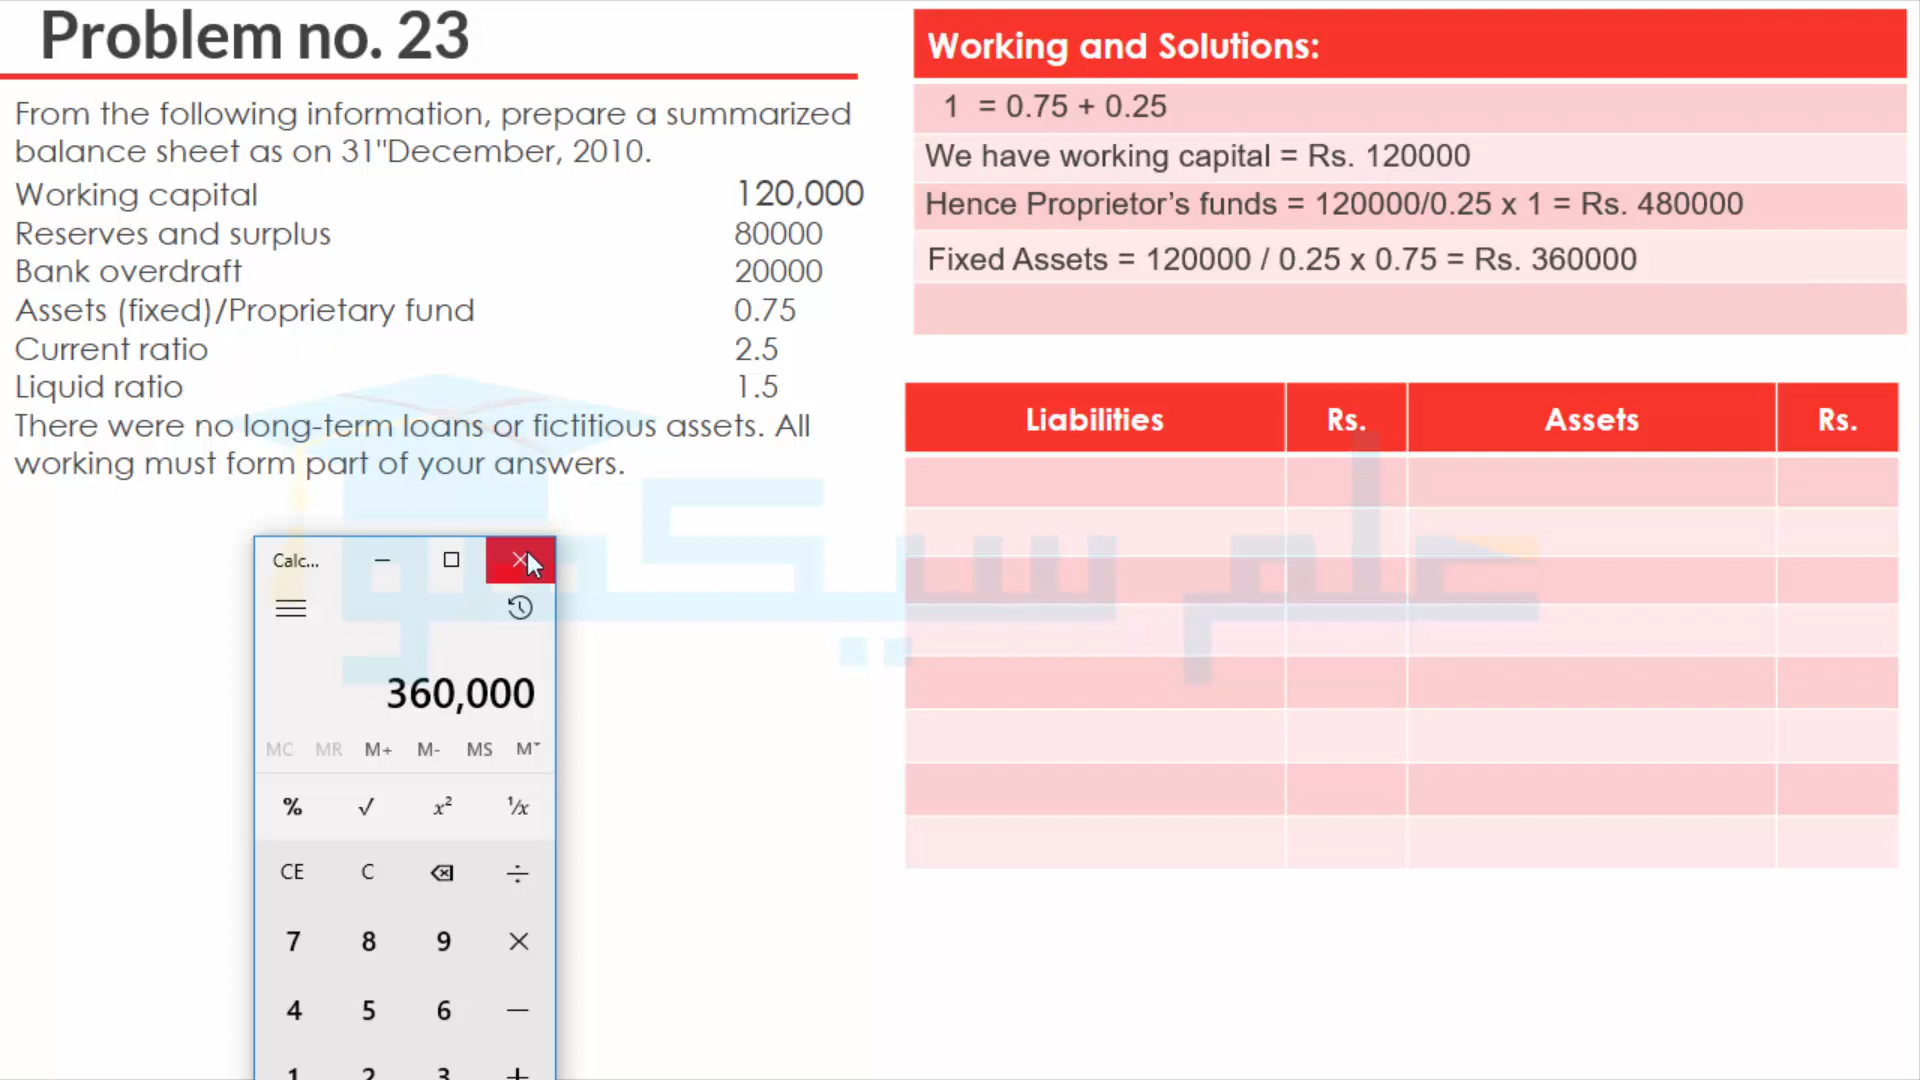 Problem no. 23
From the following information, prepare a summarized
balance sheet as on 31"December, 2010.
Working capital 120,000
Reserves and surplus 80000
Bank overdraft 20000
Assets (fixed)/Proprietary fund 0.75
Current ratio 2.5
Liquid ratio 1.5
There were no long-term loans or fictitious assets. All
working must form part of your answers.
Working and Solutions:
1 = 0.75 + 0.25
We have working capital = Rs. 120000
Hence Proprietor’s funds = 120000/0.25 x 1 = Rs. 480000
Fixed Assets = 120000 / 0.25 x 0.75 = Rs. 360000
Liabilities Rs. Assets Rs.
علم سیکھو
Calc...
360,000
MC MR M+ M- MS M˅
% √ x² ¹/x
CE C ÷
7 8 9 ×
4 5 6 −
1 2 3 +